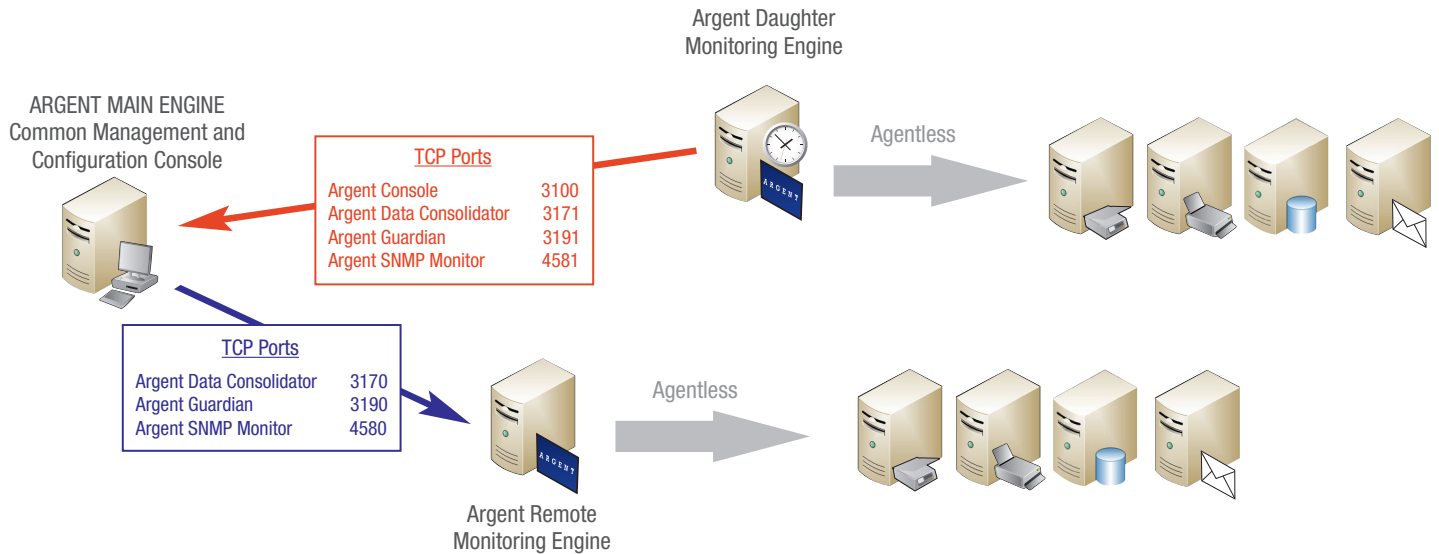 Argent Daughter
Monitoring Engine
ARGENT MAIN ENGINE
Common Management and
Configuration Console
TCP Ports
Argent Console 3100
Argent Data Consolidator 3171
Argent Guardian 3191
Argent SNMP Monitor 4581
ARGENT
Agentless
TCP Ports
Argent Data Consolidator 3170
Argent Guardian 3190
Argent SNMP Monitor 4580
ARGENT
Argent Remote
Monitoring Engine
Agentless